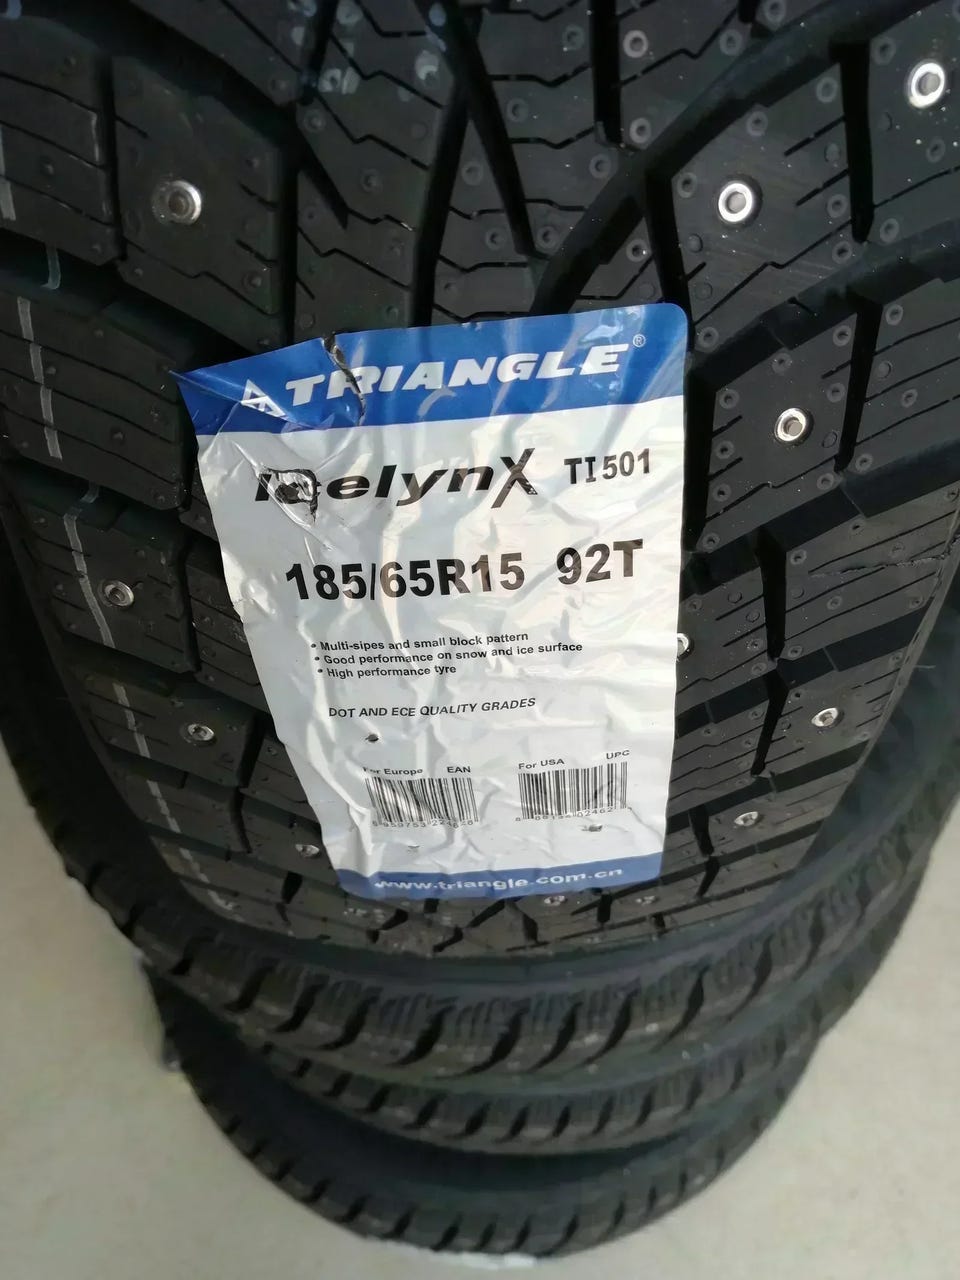 TRIANGLE®
IcelynX TI501
185/65R15 92T
• Multi-sipes and small block pattern
• Good performance on snow and ice surface
• High performance tyre
DOT AND ECE QUALITY GRADES
For Europe EAN For USA UPC
www.triangle.com.cn